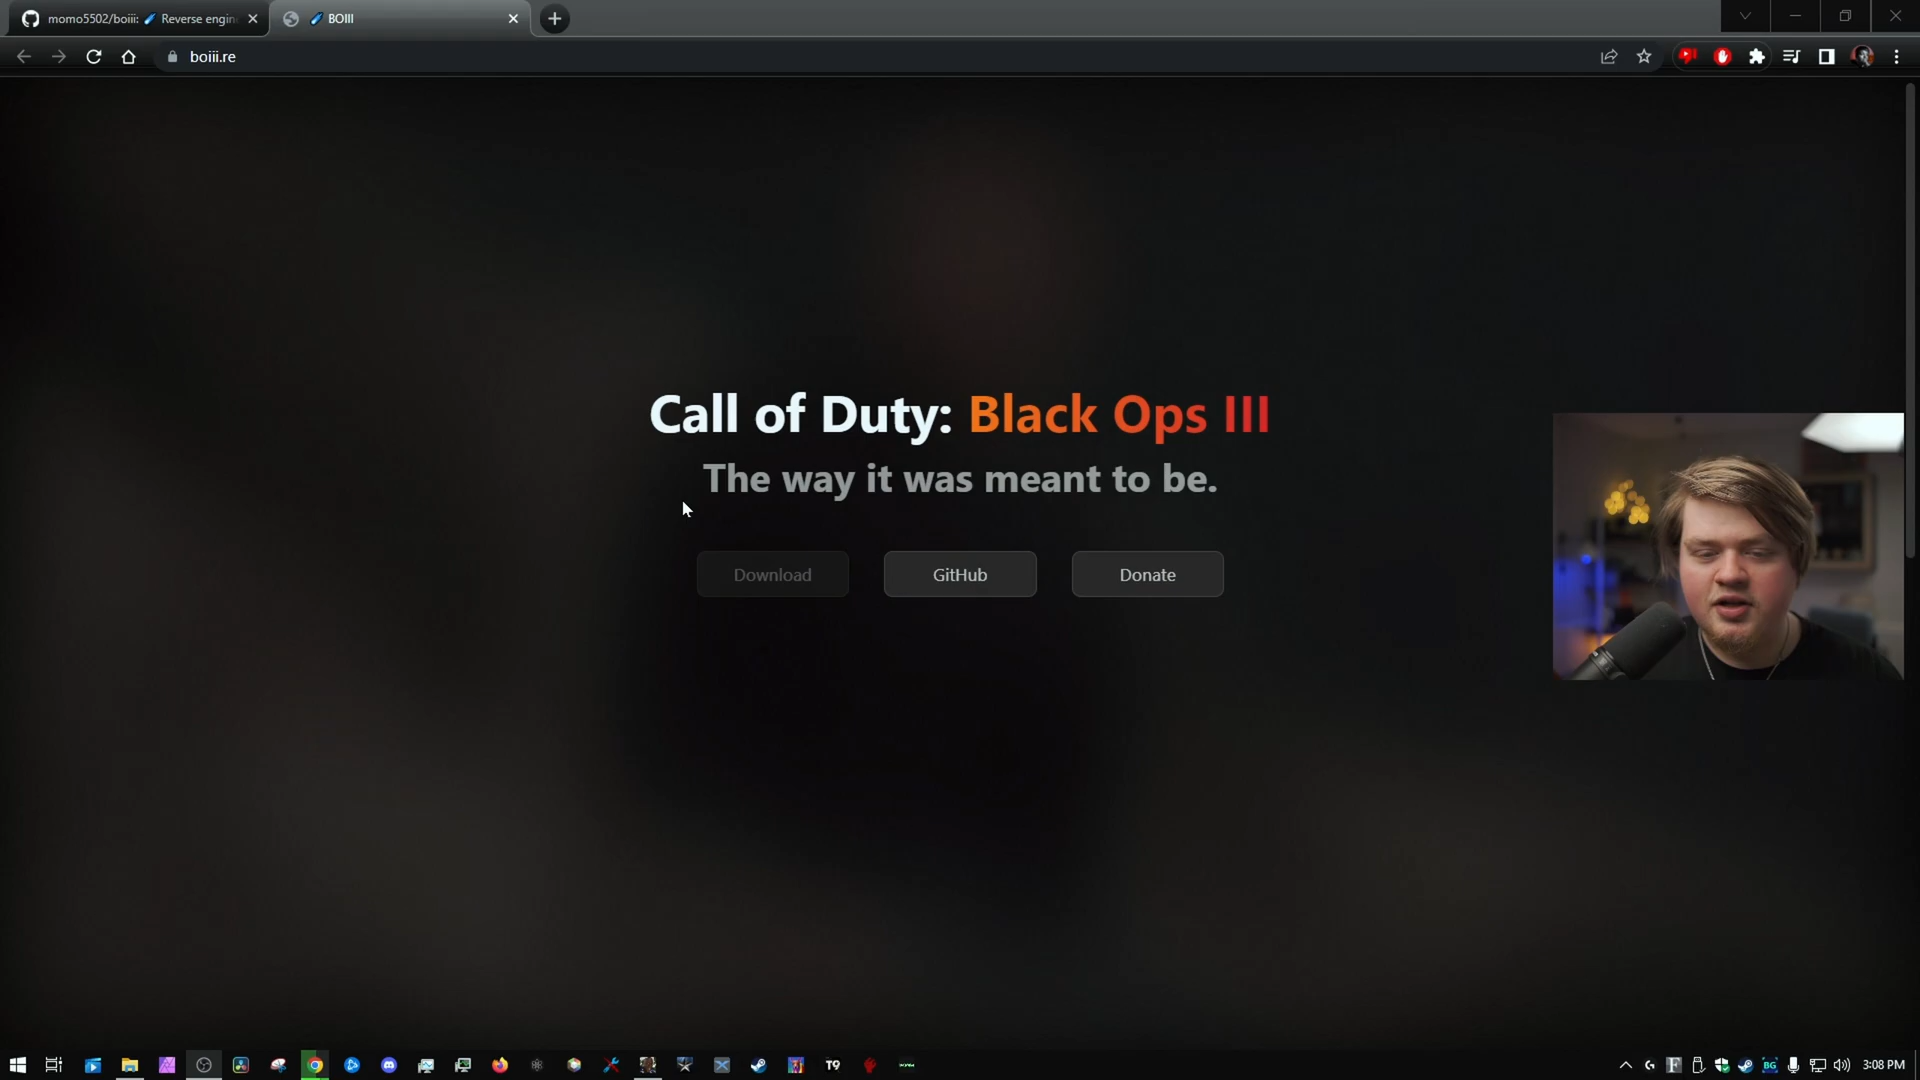 momo5502/boiii: Reverse engin
BOIII
boiii.re
Call of Duty: Black Ops III
The way it was meant to be.
Download
GitHub
Donate
T9
BG
3:08 PM